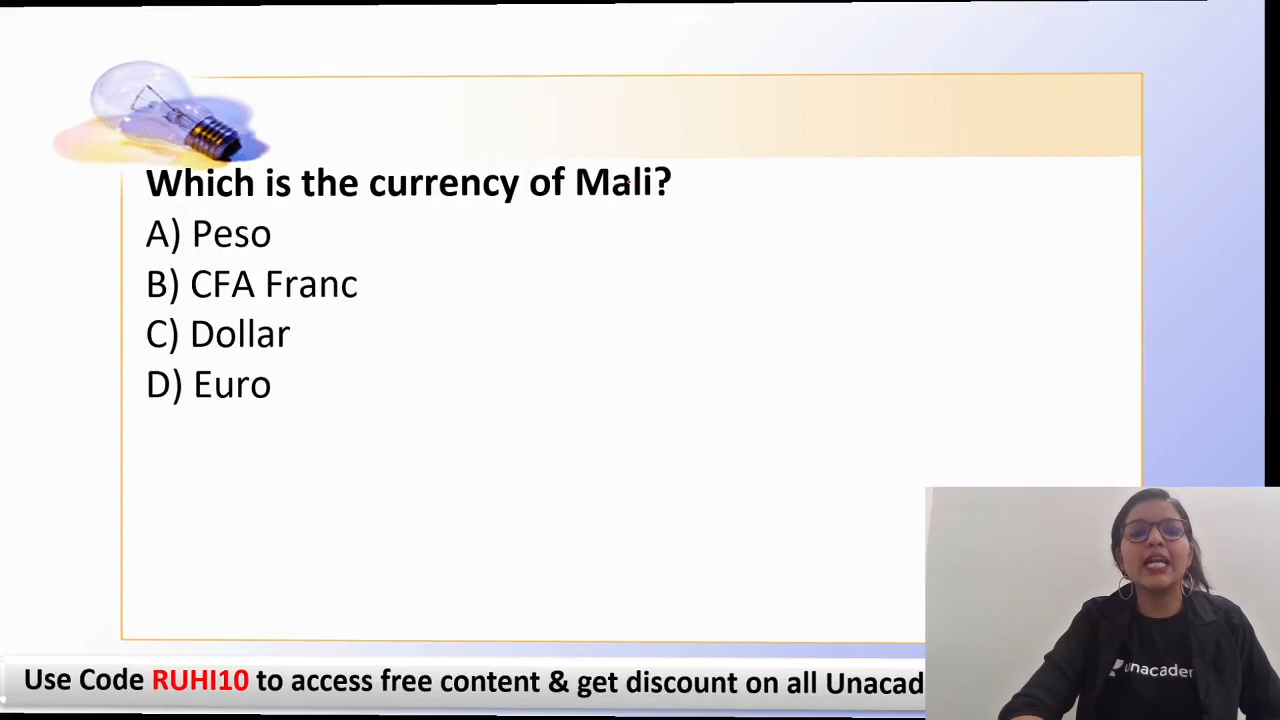 Which is the currency of Mali?
A) Peso
B) CFA Franc
C) Dollar
D) Euro
Use Code RUHI10 to access free content & get discount on all Unacad
unacadem